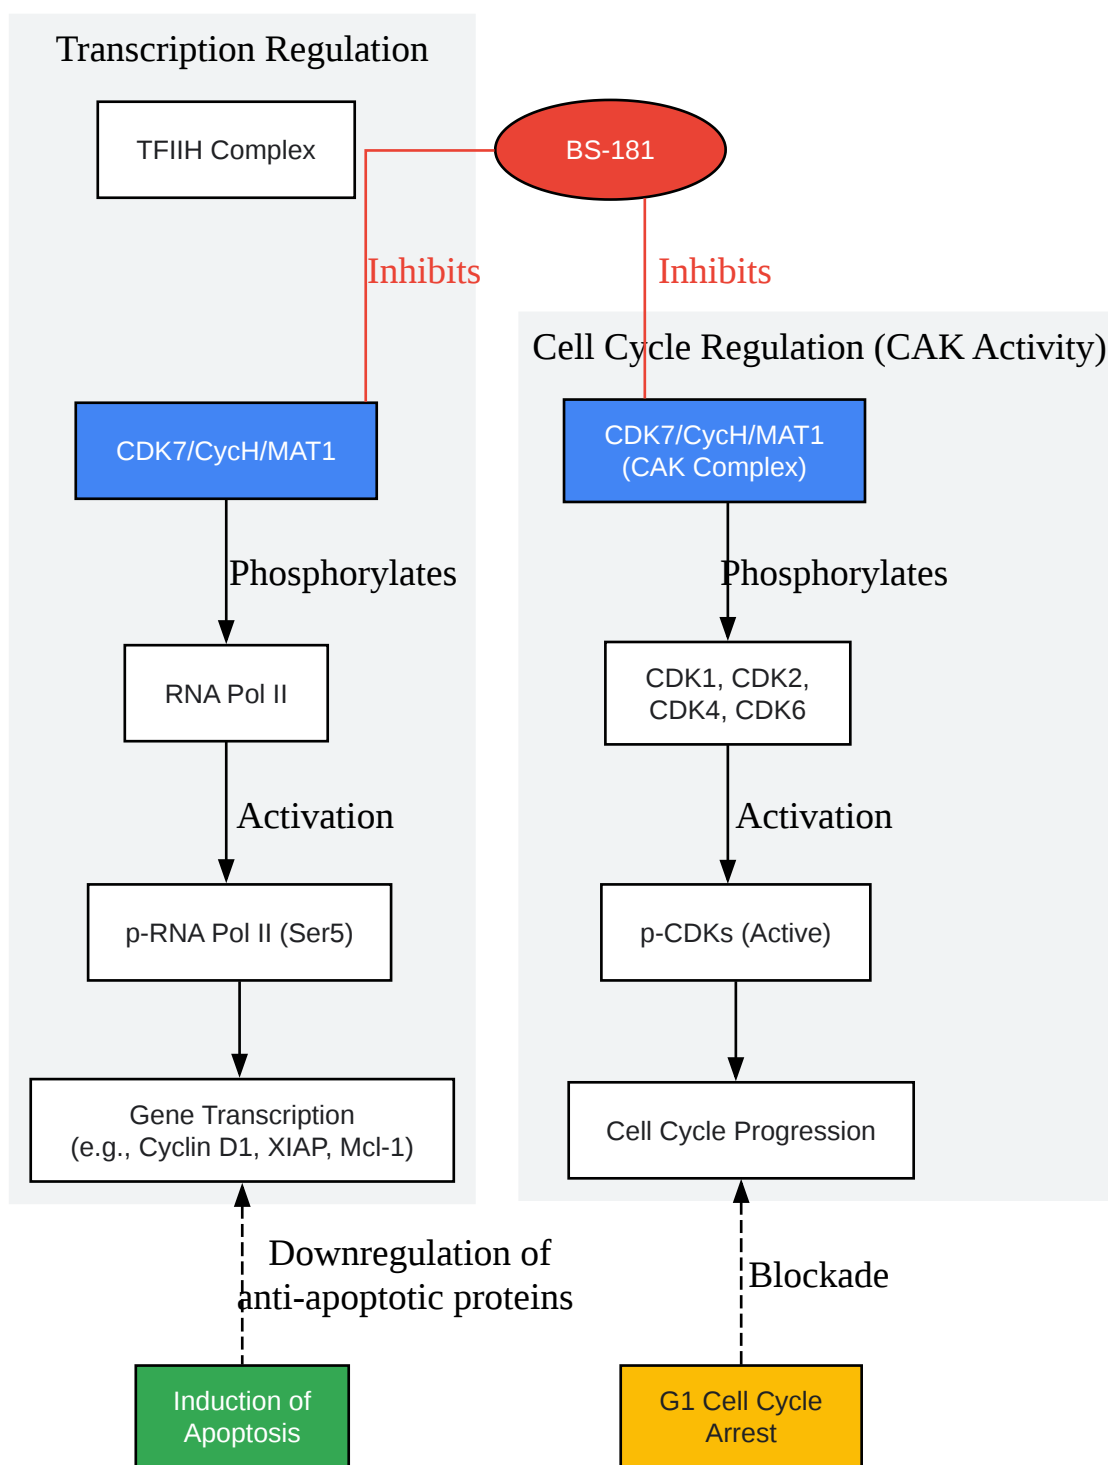 Transcription Regulation
TFIIH Complex
BS-181
Inhibits
Inhibits
Cell Cycle Regulation (CAK Activity)
CDK7/CycH/MAT1
CDK7/CycH/MAT1
(CAK Complex)
Phosphorylates
Phosphorylates
RNA Pol II
CDK1, CDK2,
CDK4, CDK6
Activation
Activation
p-RNA Pol II (Ser5)
p-CDKs (Active)
Gene Transcription
(e.g., Cyclin D1, XIAP, Mcl-1)
Cell Cycle Progression
Downregulation of
anti-apoptotic proteins
Blockade
Induction of
Apoptosis
G1 Cell Cycle
Arrest